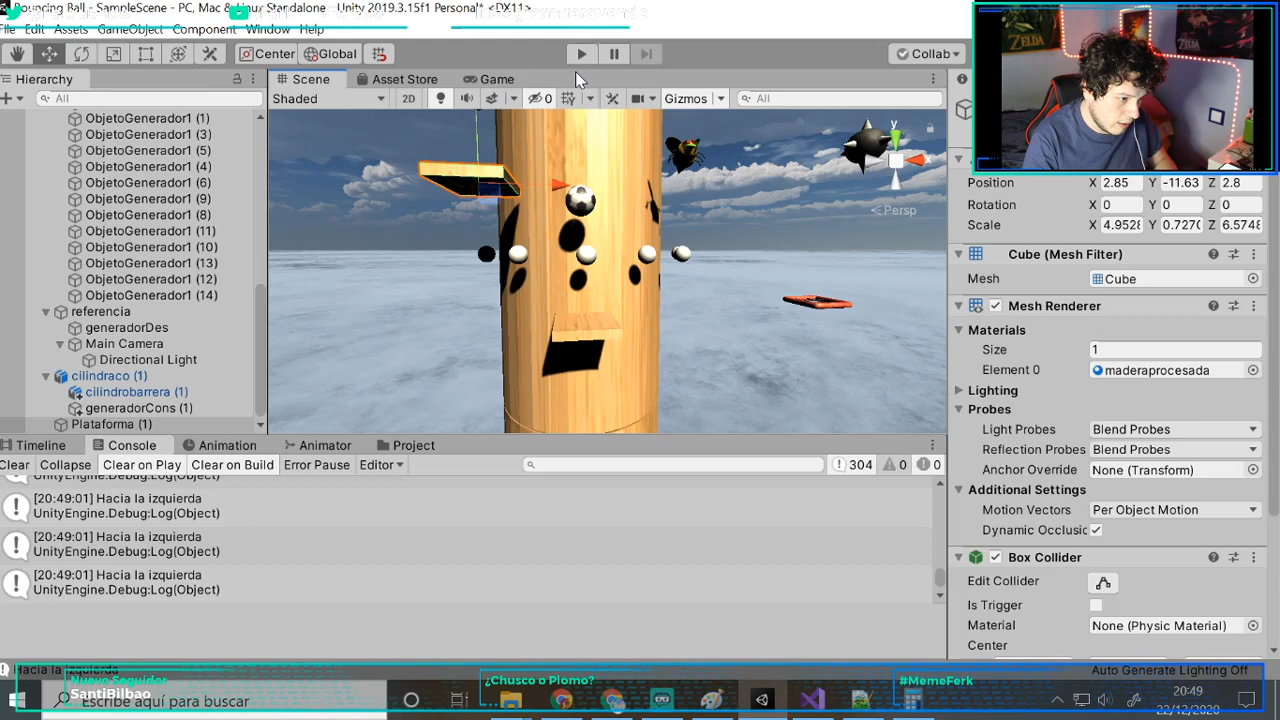 Bouncing Ball - SampleScene - PC, Mac & Linux Standalone - Unity 2019.3.15f1 Personal* <DX11>
File Edit Assets GameObject Component Window Help
Center Global Collab
Hierarchy Scene Asset Store Game
All Shaded 2D 0 Gizmos All
ObjetoGenerador1 (1)
ObjetoGenerador1 (3)
ObjetoGenerador1 (5)
ObjetoGenerador1 (4)
ObjetoGenerador1 (6)
ObjetoGenerador1 (9)
ObjetoGenerador1 (8)
ObjetoGenerador1 (11)
ObjetoGenerador1 (10)
ObjetoGenerador1 (13)
ObjetoGenerador1 (12)
ObjetoGenerador1 (14)
referencia
generadorDes
Main Camera
Directional Light
cilindraco (1)
cilindrobarrera (1)
generadorCons (1)
Plataforma (1)
y
x
Persp
ZELDA
Position X 2.85 Y -11.63 Z 2.8
Rotation X 0 Y 0 Z 0
Scale X 4.9528 Y 0.7270 Z 6.5748
Cube (Mesh Filter)
Mesh Cube
Mesh Renderer
Materials
Size 1
Element 0 maderaprocesada
Lighting
Probes
Light Probes Blend Probes
Reflection Probes Blend Probes
Anchor Override None (Transform)
Additional Settings
Motion Vectors Per Object Motion
Dynamic Occlusic
Box Collider
Edit Collider
Is Trigger
Material None (Physic Material)
Center
Auto Generate Lighting Off
Timeline Console Animation Animator Project
Clear Collapse Clear on Play Clear on Build Error Pause Editor 304 0 0
UnityEngine.Debug:Log(Object)
[20:49:01] Hacia la izquierda
UnityEngine.Debug:Log(Object)
[20:49:01] Hacia la izquierda
UnityEngine.Debug:Log(Object)
[20:49:01] Hacia la izquierda
UnityEngine.Debug:Log(Object)
Hacia la izquierda
Nuevo Seguidor
SantiBilbao
¿Chusco o Plomo?
#MemeFerk
Escribe aquí para buscar
20:49
22/12/2020